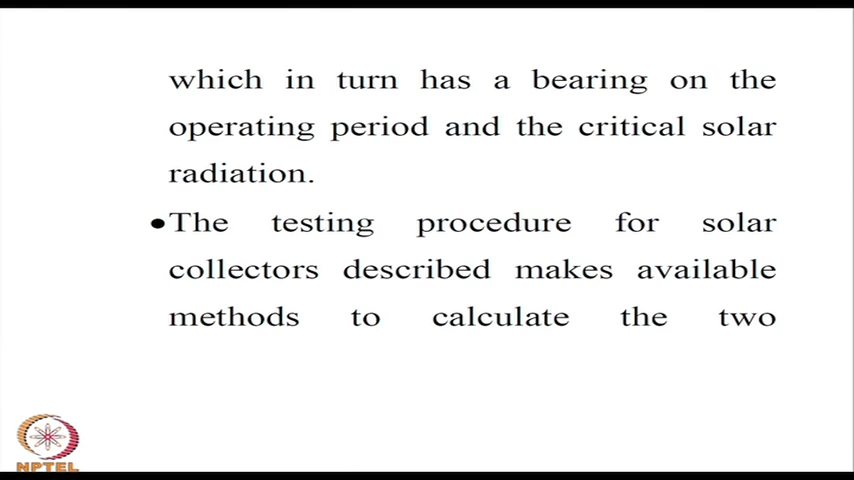 which in turn has a bearing on the
operating period and the critical solar
radiation.
•The testing procedure for solar
collectors described makes available
methods to calculate the two
NPTEL